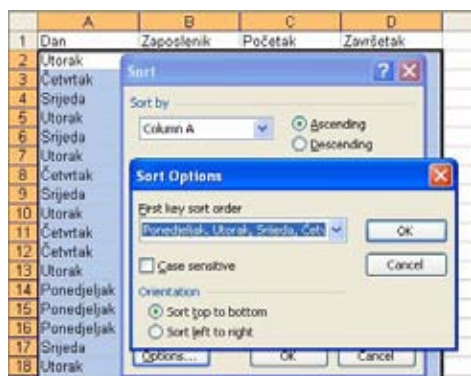 A B C D
1 Dan Zaposlenik Početak Završetak
2 Utorak
3 Četvrtak
4 Srijeda
5 Utorak
6 Srijeda
7 Utorak
8 Četvrtak
9 Srijeda
10 Utorak
11 Četvrtak
12 Četvrtak
13 Utorak
14 Ponedjeljak
15 Ponedjeljak
16 Ponedjeljak
17 Srijeda
18 Utorak
Sort
Sort by
Column A
Ascending
Descending
Options... OK Cancel
Sort Options
First key sort order
Ponedjeljak, Utorak, Srijeda, Čet
OK
Case sensitive
Cancel
Orientation
Sort top to bottom
Sort left to right